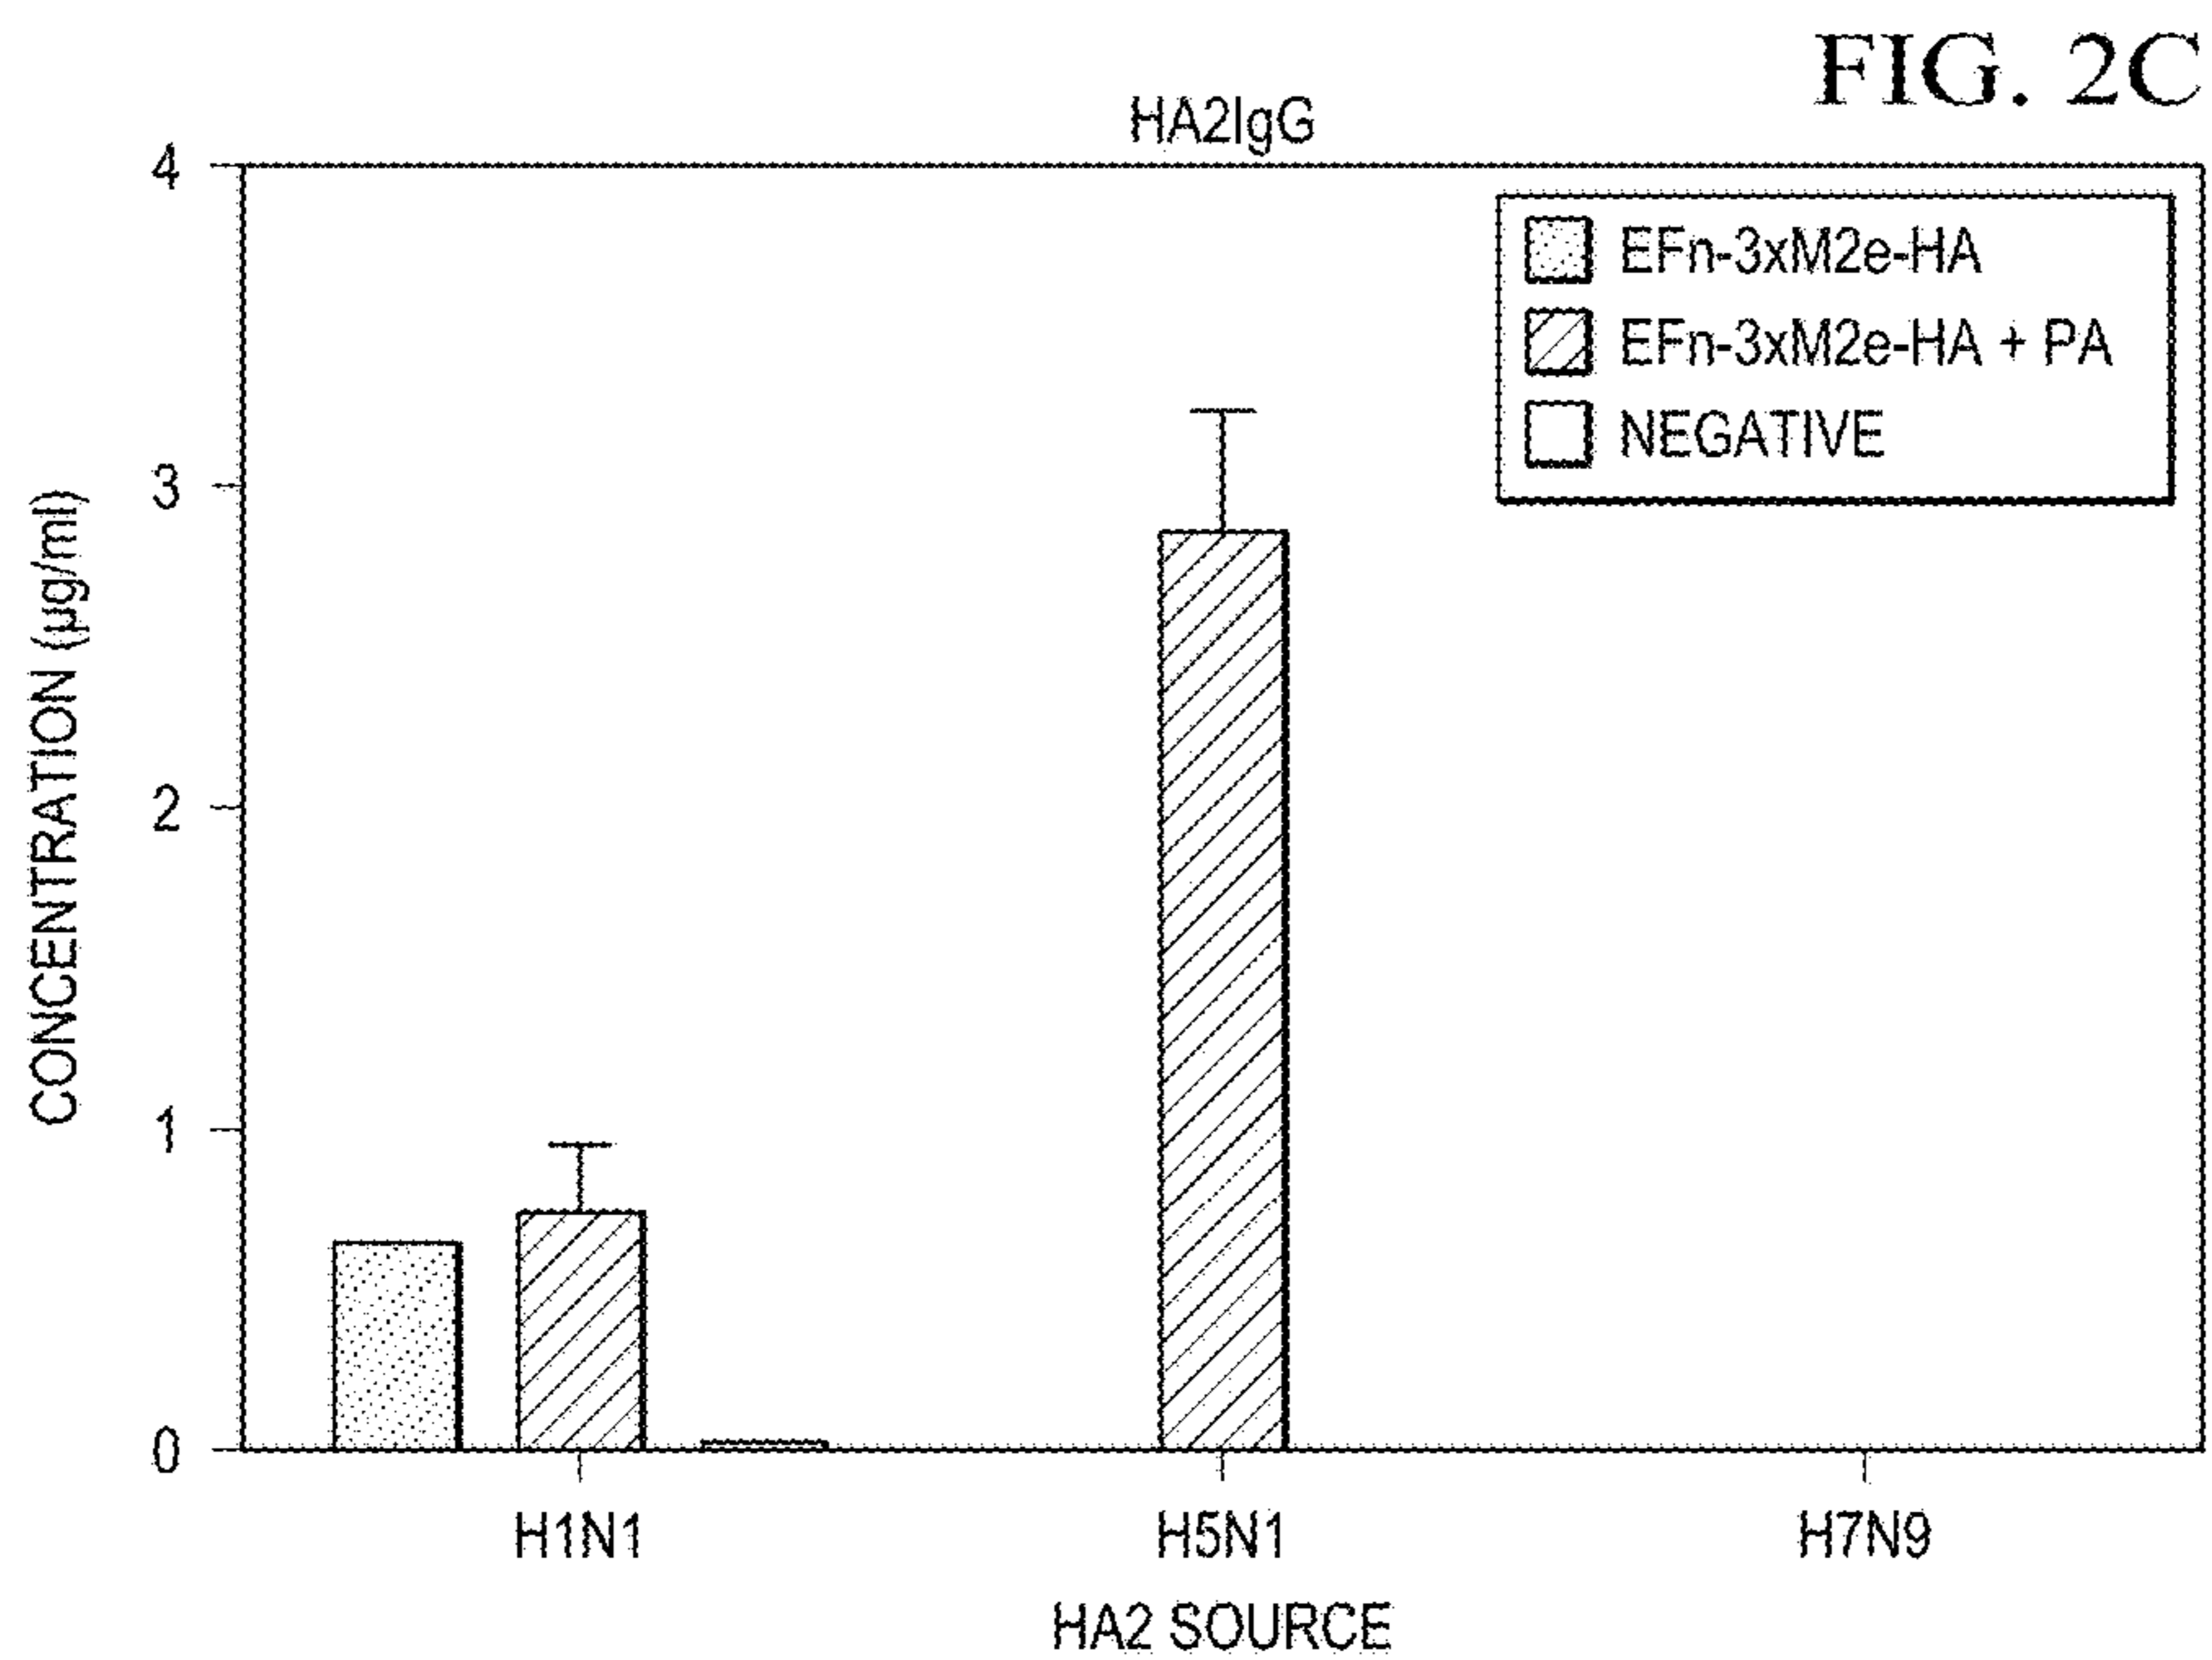 FIG. 2C
HA2IgG
EFn-3xM2e-HA
EFn-3xM2e-HA + PA
NEGATIVE
CONCENTRATION (µg/ml)
4
3
2
1
0
H1N1
H5N1
H7N9
HA2 SOURCE